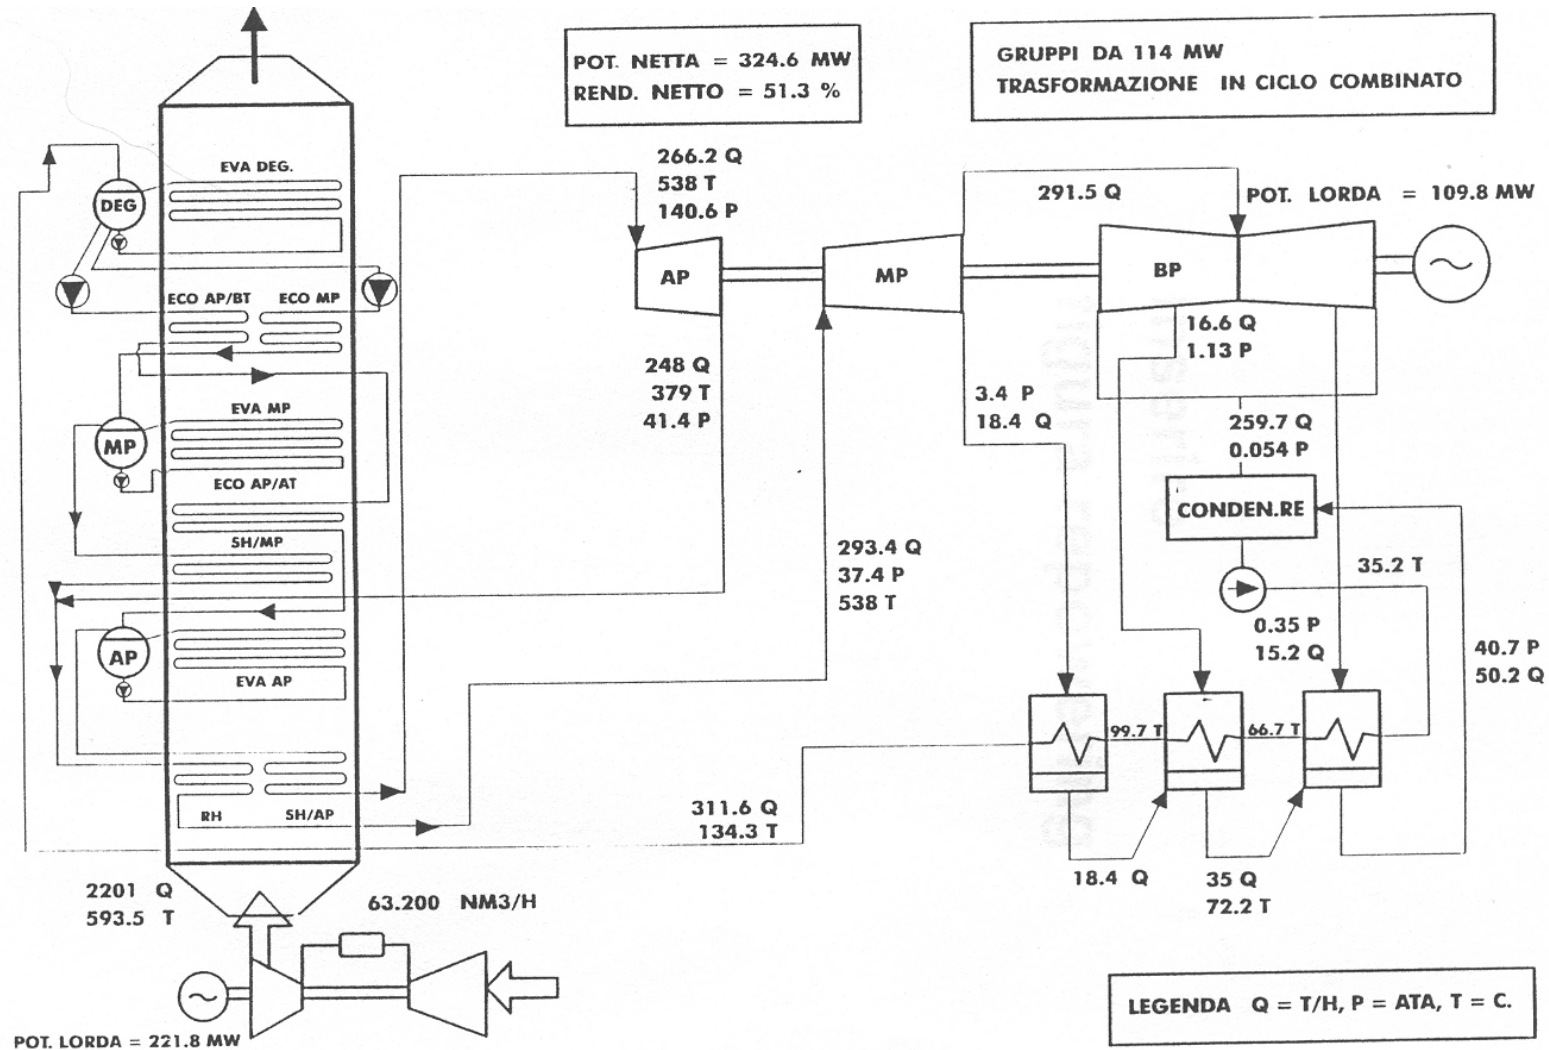 POT. NETTA = 324.6 MW
REND. NETTO = 51.3 %
GRUPPI DA 114 MW
TRASFORMAZIONE IN CICLO COMBINATO
EVA DEG.
DEG
ECO AP/BT
ECO MP
EVA MP
MP
ECO AP/AT
SH/MP
AP
EVA AP
RH
SH/AP
2201 Q
593.5 T
63.200 NM3/H
POT. LORDA = 221.8 MW
266.2 Q
538 T
140.6 P
AP
248 Q
379 T
41.4 P
MP
291.5 Q
3.4 P
18.4 Q
293.4 Q
37.4 P
538 T
POT. LORDA = 109.8 MW
BP
16.6 Q
1.13 P
259.7 Q
0.054 P
CONDEN.RE
35.2 T
0.35 P
15.2 Q
40.7 P
50.2 Q
99.7 T
66.7 T
311.6 Q
134.3 T
18.4 Q
35 Q
72.2 T
LEGENDA Q = T/H, P = ATA, T = C.